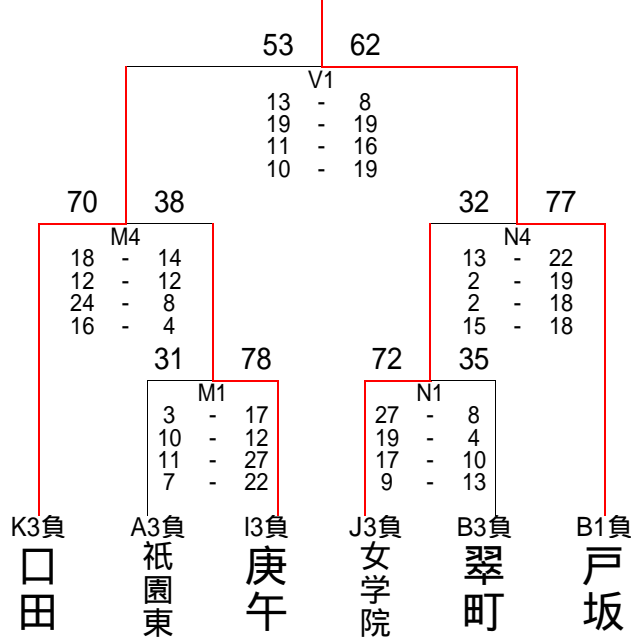 53 62
V1
13 - 8
19 - 19
11 - 16
10 - 19
70 38 32 77
M4 N4
18 - 14 13 - 22
12 - 12 2 - 19
24 - 8 2 - 18
16 - 4 15 - 18
31 78 72 35
M1 N1
3 - 17 27 - 8
10 - 12 19 - 4
11 - 27 17 - 10
7 - 22 9 - 13
K3負 A3負 I3負 J3負 B3負 B1負
口田 祇園東 庚午 女学院 翠町 戸坂